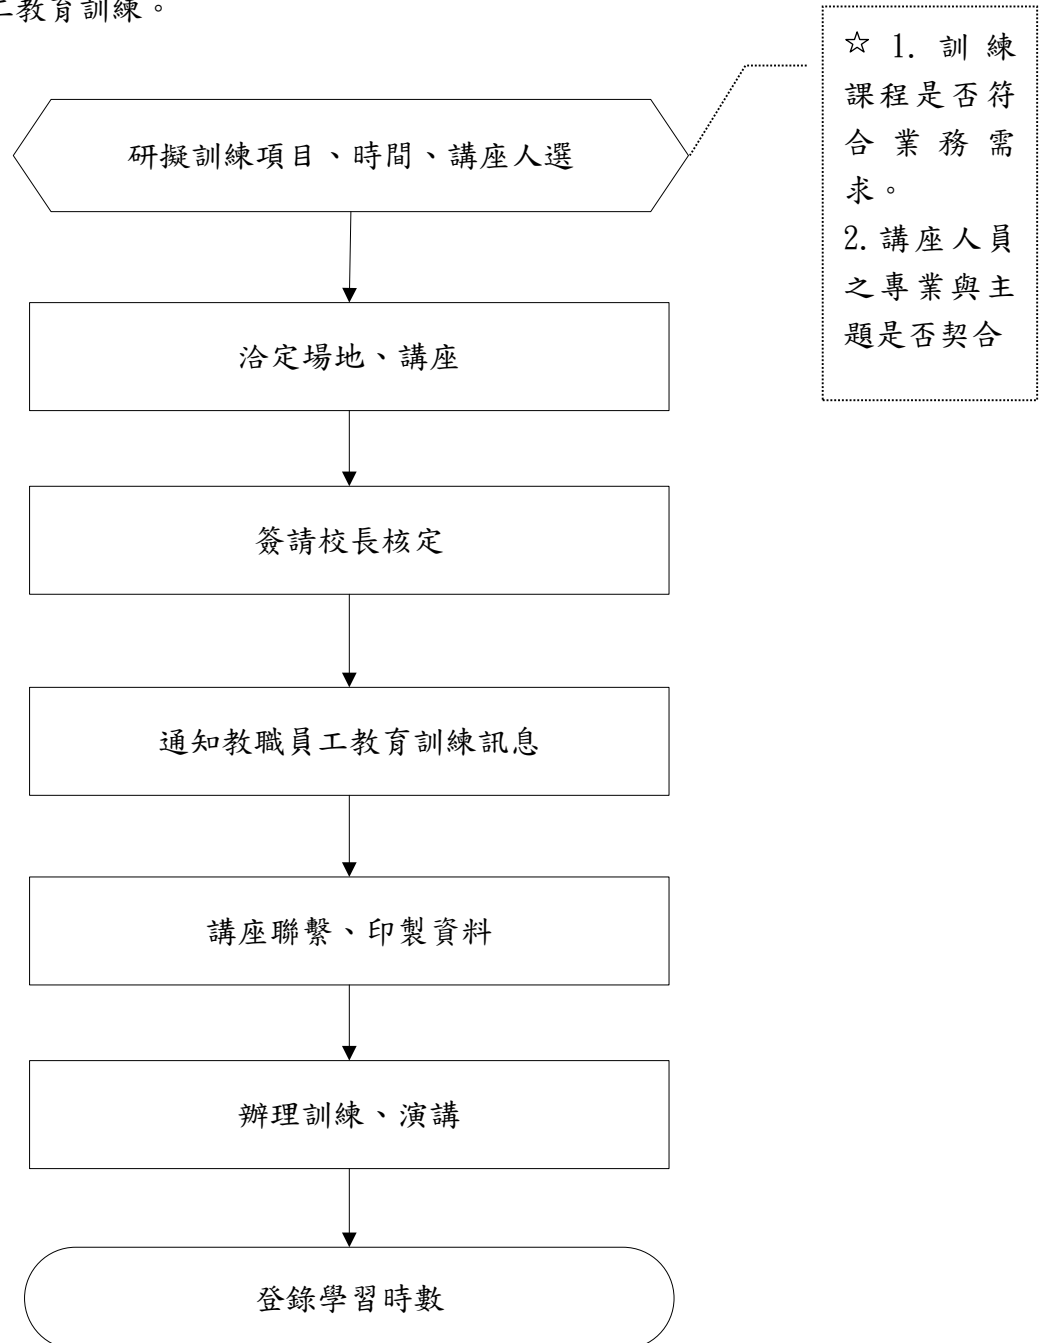 工教育訓練。
☆ 1. 訓練
課程是否符
合業務需
求。
2. 講座人員
之專業與主
題是否契合
研擬訓練項目、時間、講座人選
洽定場地、講座
簽請校長核定
通知教職員工教育訓練訊息
講座聯繫、印製資料
辦理訓練、演講
登錄學習時數